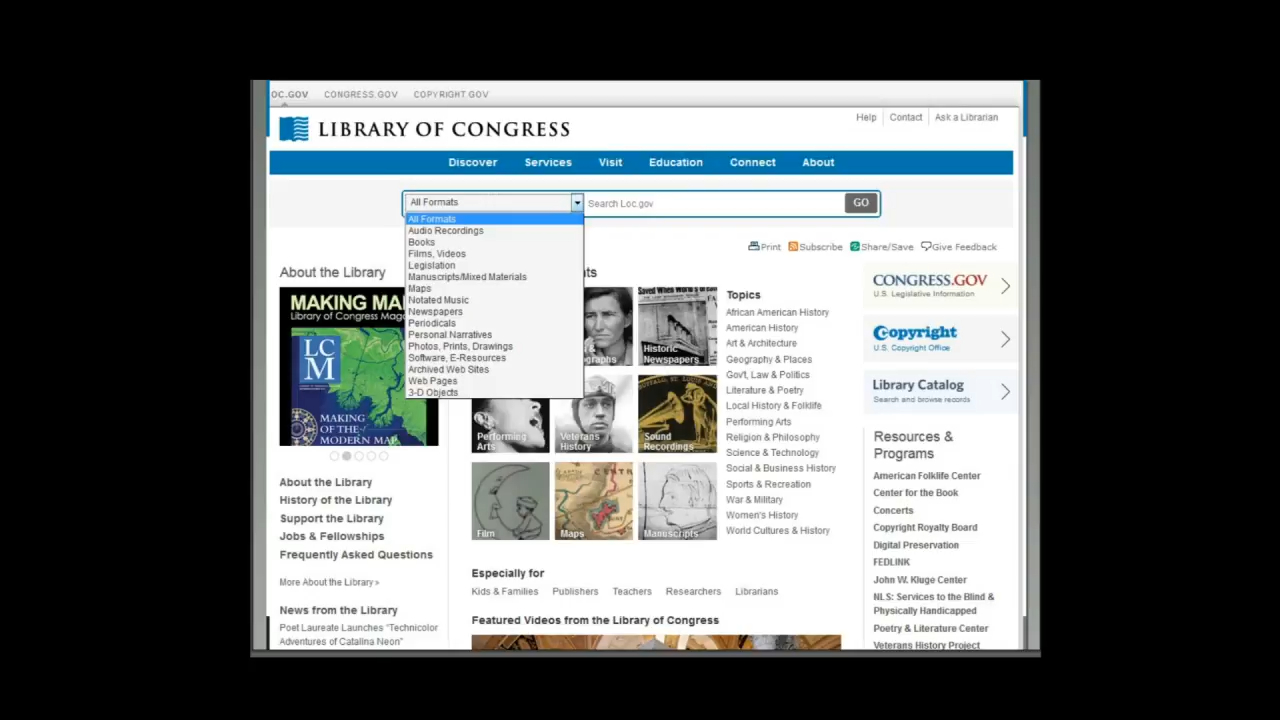 OC.GOV CONGRESS.GOV COPYRIGHT.GOV
LIBRARY OF CONGRESS
Help Contact Ask a Librarian
Discover Services Visit Education Connect About
All Formats Search Loc.gov GO
All Formats
Audio Recordings
Books
Films, Videos
Legislation
Manuscripts/Mixed Materials
Maps
Notated Music
Newspapers
Periodicals
Personal Narratives
Photos, Prints, Drawings
Software, E-Resources
Archived Web Sites
Web Pages
3-D Objects
Print Subscribe Share/Save Give Feedback
About the Library
MAKING MA
Library of Congress Maga
LC
M
MAKING
OF THE
MODERN MAP
About the Library
History of the Library
Support the Library
Jobs & Fellowships
Frequently Asked Questions
More About the Library »
News from the Library
Poet Laureate Launches “Technicolor
Adventures of Catalina Neon”
Historic
Newspapers
Performing
Arts
Veterans
History
Sound
Recordings
Film
Maps
Manuscripts
Topics
African American History
American History
Art & Architecture
Geography & Places
Gov't, Law & Politics
Literature & Poetry
Local History & Folklife
Performing Arts
Religion & Philosophy
Science & Technology
Social & Business History
Sports & Recreation
War & Military
Women's History
World Cultures & History
Especially for
Kids & Families Publishers Teachers Researchers Librarians
Featured Videos from the Library of Congress
CONGRESS.GOV
U.S. Legislative Information
Copyright
U.S. Copyright Office
Library Catalog
Search and browse records
Resources &
Programs
American Folklife Center
Center for the Book
Concerts
Copyright Royalty Board
Digital Preservation
FEDLINK
John W. Kluge Center
NLS: Services to the Blind &
Physically Handicapped
Poetry & Literature Center
Veterans History Project